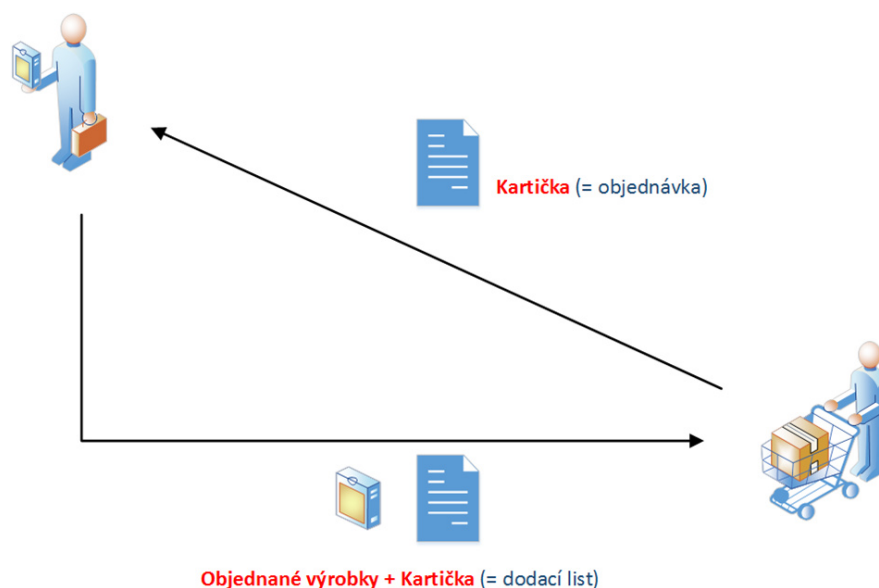 Kartička (= objednávka)
Objednané výrobky + Kartička (= dodací list)